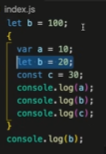 index.js
let b = 100;
{
var a = 10;
let b = 20;
const c = 30;
console.log(a);
console.log(b);
console.log(c);
}
console.log(b);